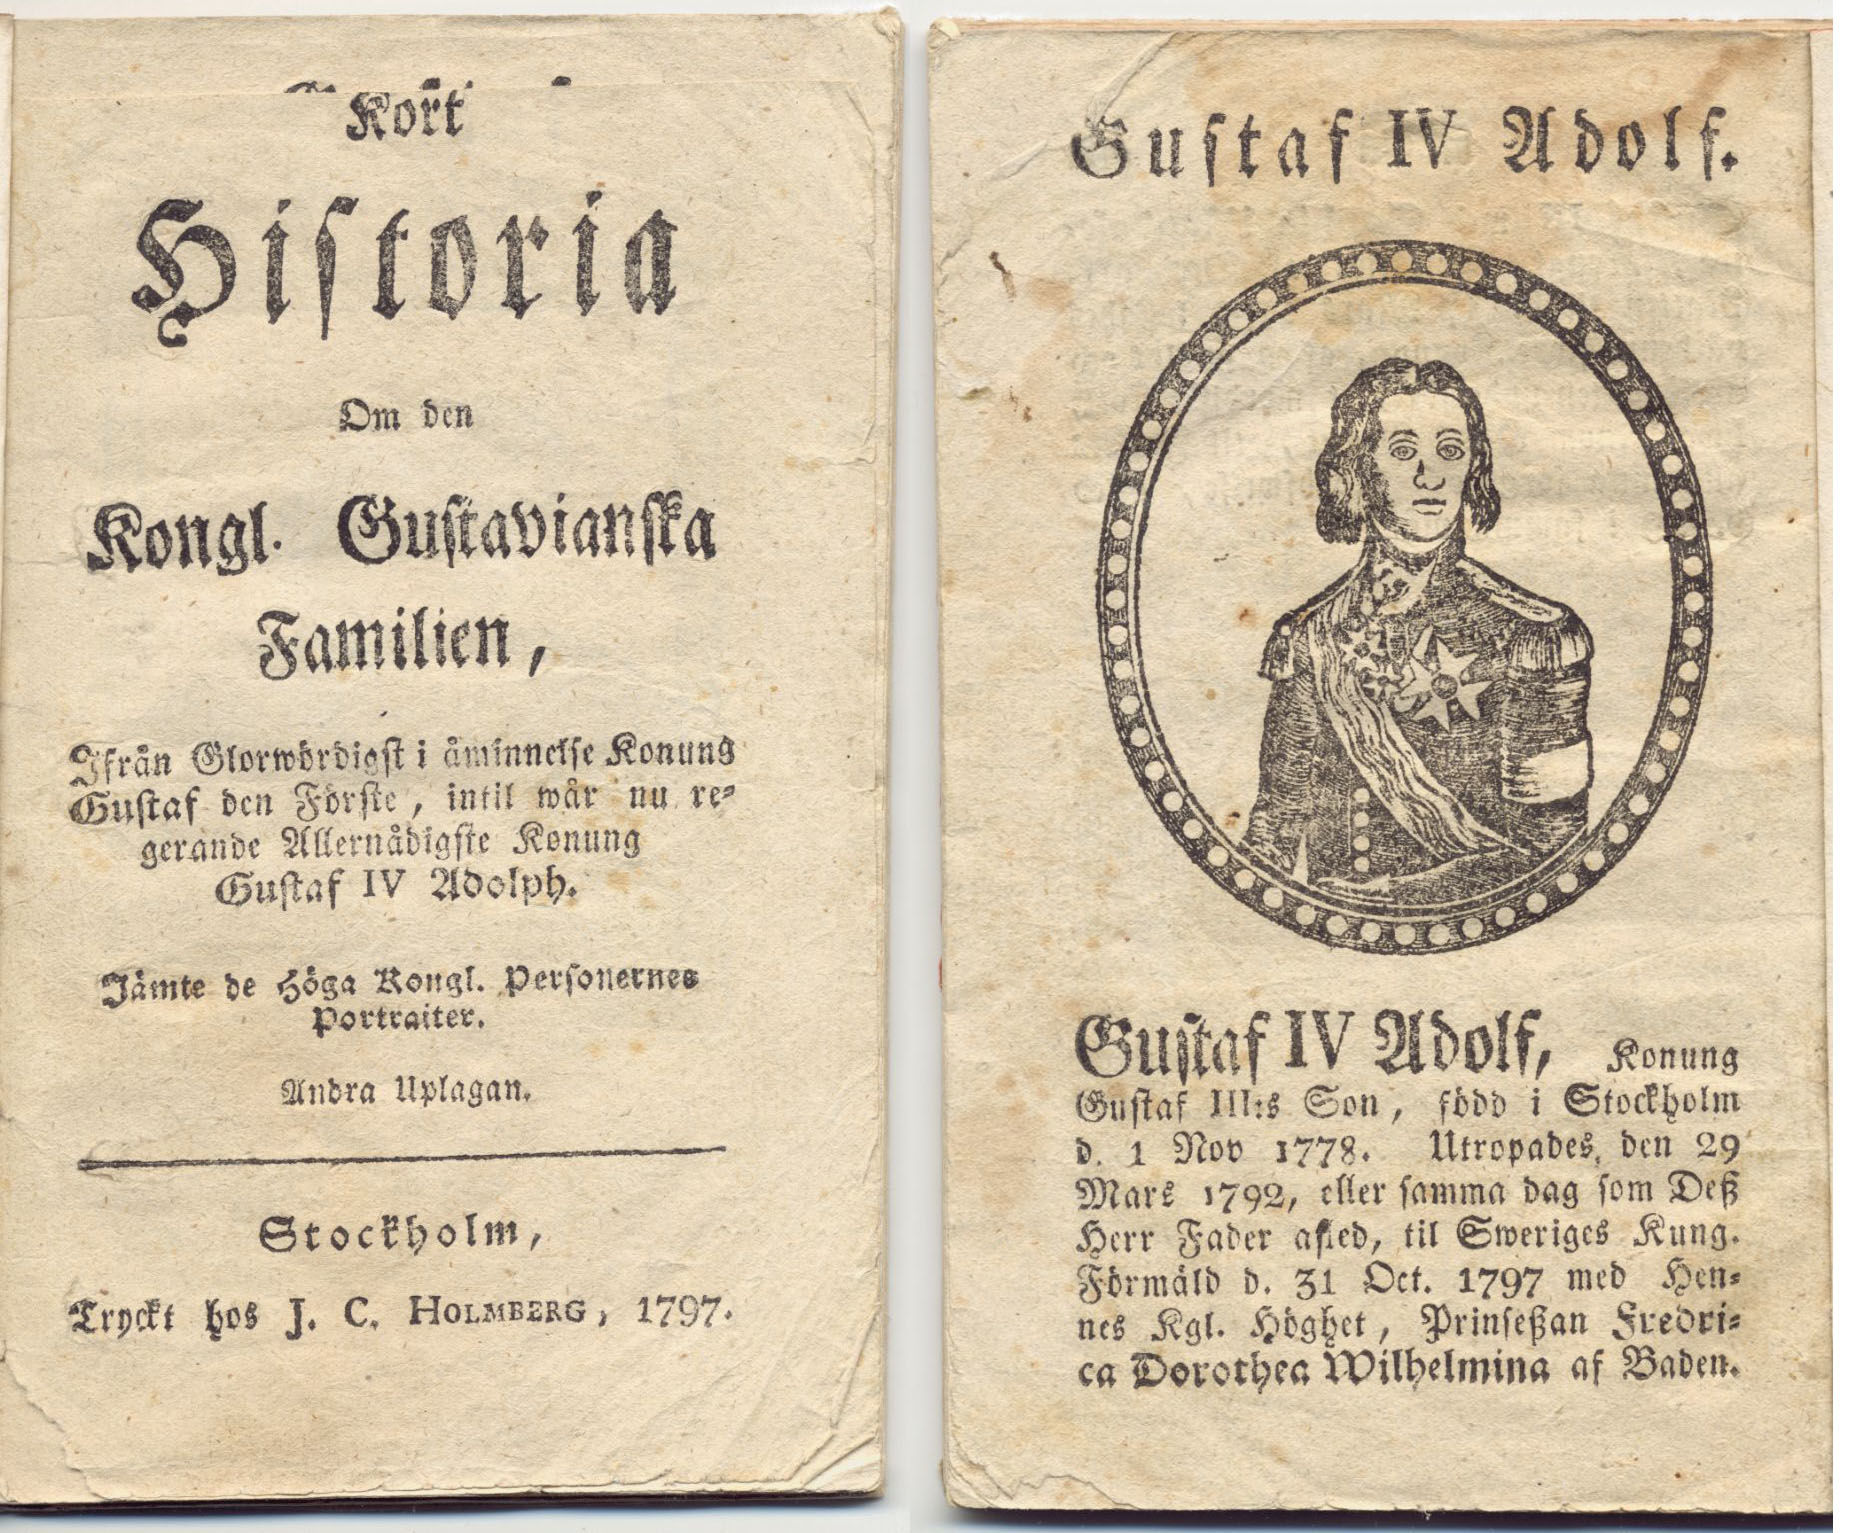 Kort
Historia
Om den
Kongl. Gustavianska
Familien,
Ifrån Glorwördigst i åminnelse Konung
Gustaf den Förste, intil wår nu re=
gerande Allernådigste Konung
Gustaf IV Adolph.
Jämte de Höga Kongl. Personernes
Portraiter.
Andra Uplagan.
Stockholm,
Tryckt hos J. C. HOLMBERG, 1797.
Gustaf IV Adolf.
Gustaf IV Adolf, Konung
Gustaf III:s Son, född i Stockholm
d. 1 Nov 1778. Utropades, den 29
Mars 1792, eller samma dag som Deß
Herr Fader afled, til Sweriges Kung.
Förmäld d. 31 Oct. 1797 med Hen=
nes Kgl. Höghet, Prinseßan Fredri=
ca Dorothea Wilhelmina af Baden.